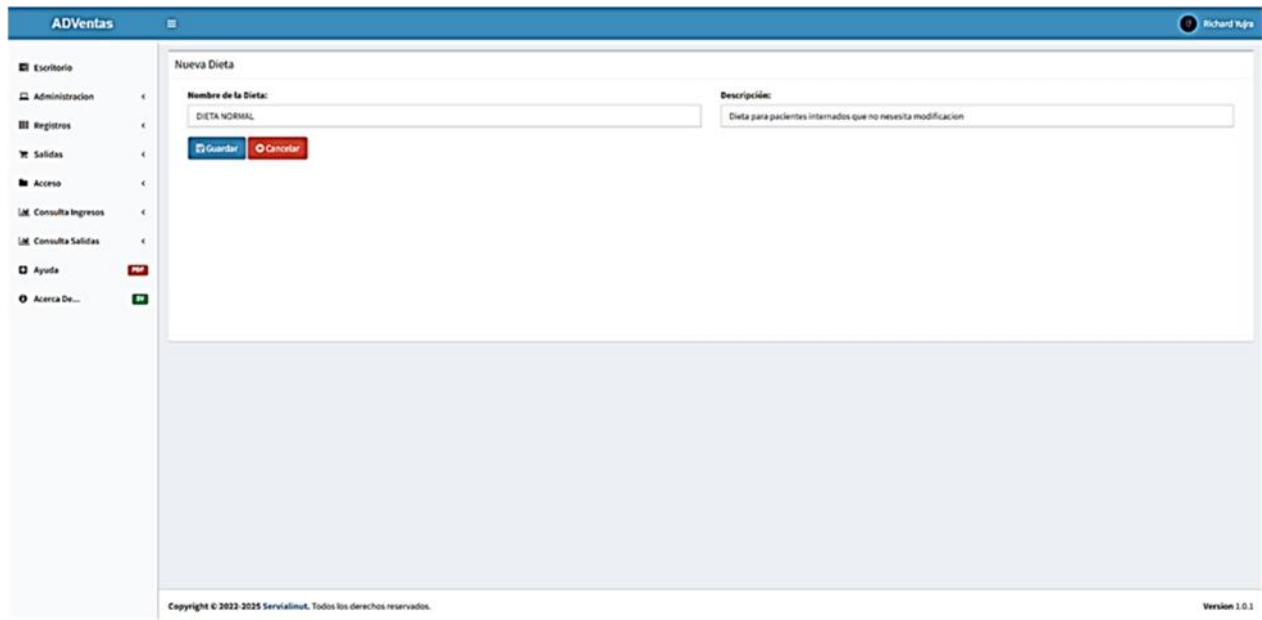 ADVentas
Richard Yujra
Escritorio
Administracion
Registros
Salidas
Acceso
Consulta Ingresos
Consulta Salidas
Ayuda PDF
Acerca De...
Nueva Dieta
Nombre de la Dieta: Descripción:
DIETA NORMAL Dieta para pacientes internados que no nesesita modificacion
Guardar Cancelar
Copyright © 2022-2025 Servialinut. Todos los derechos reservados. Version 1.0.1